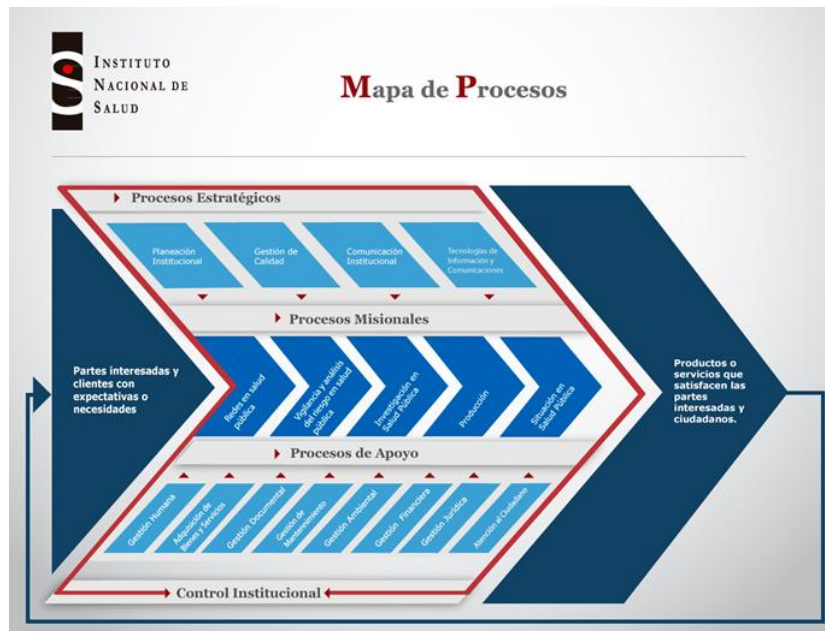 INSTITUTO
NACIONAL DE
SALUD
Mapa de Procesos
Procesos Estratégicos
Planeación
Institucional
Gestión de
Calidad
Comunicación
Institucional
Tecnologías de
Información y
Comunicaciones
Procesos Misionales
Partes interesadas y
clientes con
expectativas o
necesidades
Redes en salud
pública
Vigilancia y análisis
del riesgo en salud
pública
Investigación en
Salud Pública
Producción
Situación en
Salud Pública
Productos o
servicios que
satisfacen las
partes
interesadas y
ciudadanos.
Procesos de Apoyo
Gestión Humana
Adquisición de
Bienes y Servicios
Gestión Documental
Gestión de
Mantenimiento
Gestión Ambiental
Gestión Financiera
Gestión Jurídica
Atención al Ciudadano
Control Institucional